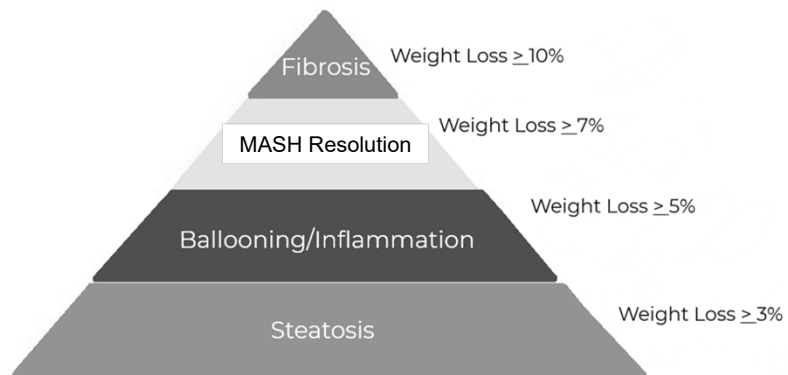 Fibrosis
Weight Loss ≥ 10%
MASH Resolution
Weight Loss ≥ 7%
Weight Loss ≥ 5%
Ballooning/Inflammation
Weight Loss ≥ 3%
Steatosis